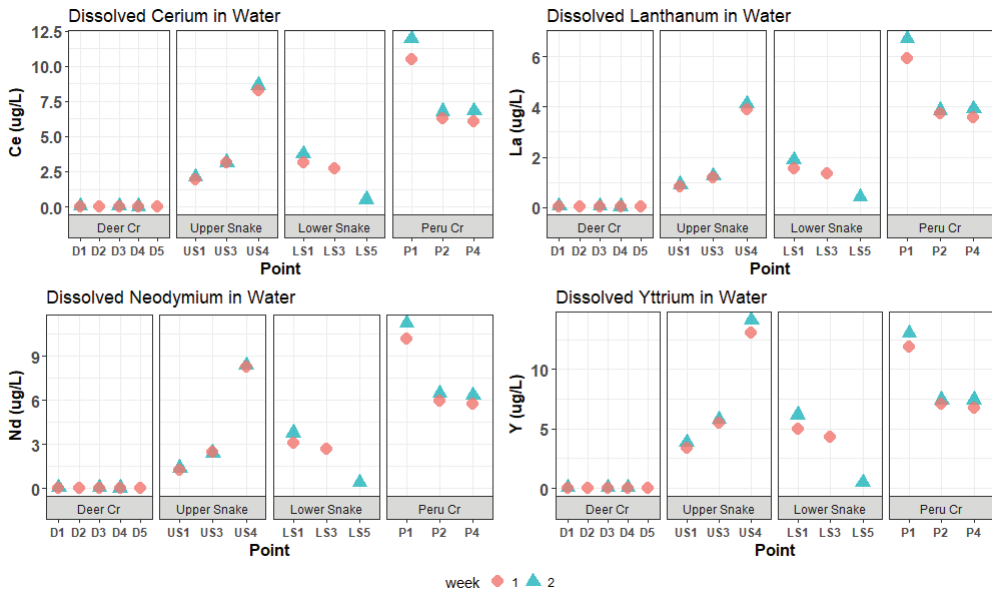 Dissolved Cerium in Water
Ce (ug/L)
12.5
10.0
7.5
5.0
2.5
0.0
Deer Cr Upper Snake Lower Snake Peru Cr
D1 D2 D3 D4 D5 US1 US3 US4 LS1 LS3 LS5 P1 P2 P4
Point
Dissolved Lanthanum in Water
La (ug/L)
6
4
2
0
Deer Cr Upper Snake Lower Snake Peru Cr
D1 D2 D3 D4 D5 US1 US3 US4 LS1 LS3 LS5 P1 P2 P4
Point
Dissolved Neodymium in Water
Nd (ug/L)
9
6
3
0
Deer Cr Upper Snake Lower Snake Peru Cr
D1 D2 D3 D4 D5 US1 US3 US4 LS1 LS3 LS5 P1 P2 P4
Point
Dissolved Yttrium in Water
Y (ug/L)
10
5
0
Deer Cr Upper Snake Lower Snake Peru Cr
D1 D2 D3 D4 D5 US1 US3 US4 LS1 LS3 LS5 P1 P2 P4
Point
week 1 2